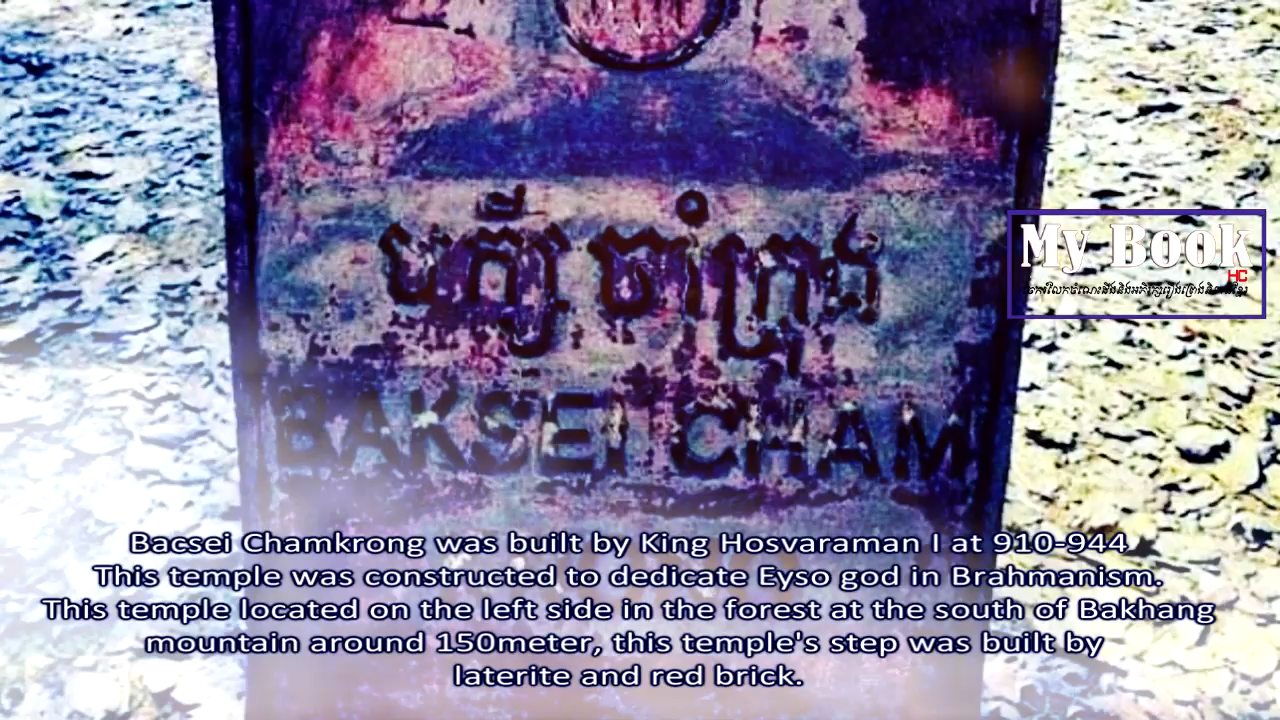 បក្សី ចាំក្រុង
My Book
HC
BAKSEI CHAM
Bacsei Chamkrong was built by King Hosvaraman I at 910-944
This temple was constructed to dedicate Eyso god in Brahmanism.
This temple located on the left side in the forest at the south of Bakhang
mountain around 150meter, this temple's step was built by
laterite and red brick.